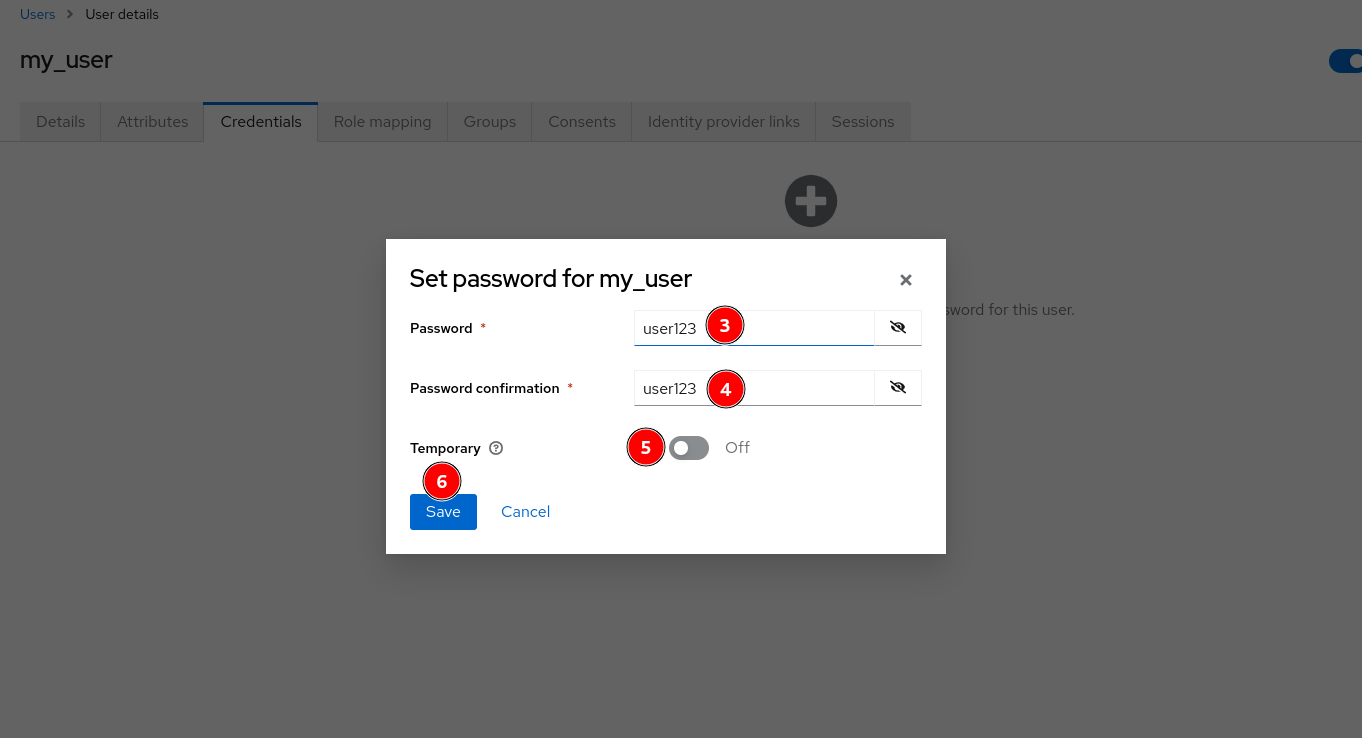 Users > User details
my_user
Details Attributes Credentials Role mapping Groups Consents Identity provider links Sessions
Set password for my_user
sword for this user.
Password * user123 3
Password confirmation * user123 4
Temporary 5 Off
6
Save Cancel